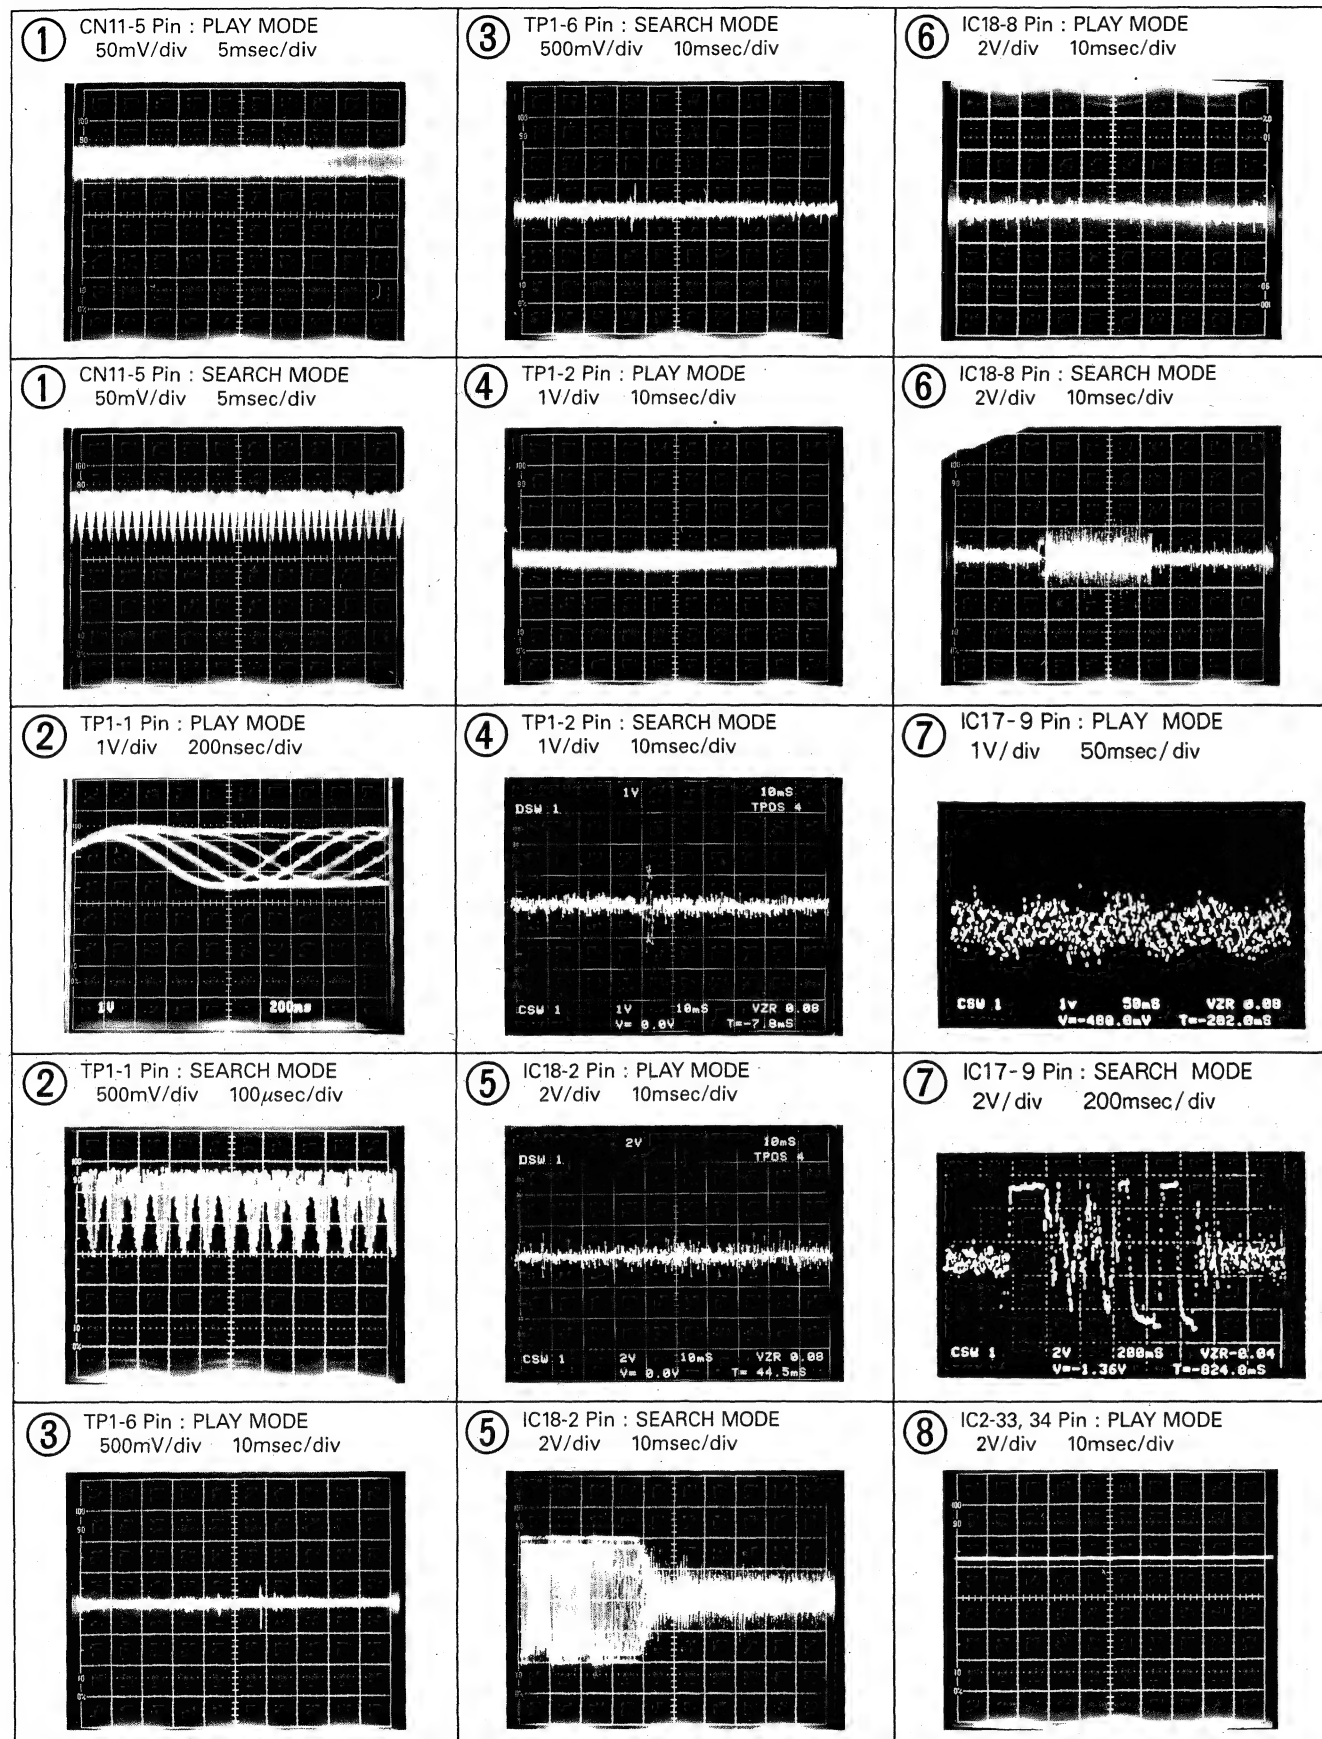 ① CN11-5 Pin : PLAY MODE
50mV/div 5msec/div
① CN11-5 Pin : SEARCH MODE
50mV/div 5msec/div
② TP1-1 Pin : PLAY MODE
1V/div 200nsec/div
1V 200ns
② TP1-1 Pin : SEARCH MODE
500mV/div 100μsec/div
③ TP1-6 Pin : PLAY MODE
500mV/div 10msec/div
③ TP1-6 Pin : SEARCH MODE
500mV/div 10msec/div
④ TP1-2 Pin : PLAY MODE
1V/div 10msec/div
④ TP1-2 Pin : SEARCH MODE
1V/div 10msec/div
1V 10mS
DSW 1 TPOS 4
CSW 1 1V 10mS VZR 0.08
V= 0.0V T=-7.8mS
⑤ IC18-2 Pin : PLAY MODE
2V/div 10msec/div
2V 10mS
DSW 1 TPOS 4
CSW 1 2V 10mS VZR 0.08
V= 0.0V T= 44.5mS
⑤ IC18-2 Pin : SEARCH MODE
2V/div 10msec/div
⑥ IC18-8 Pin : PLAY MODE
2V/div 10msec/div
⑥ IC18-8 Pin : SEARCH MODE
2V/div 10msec/div
⑦ IC17-9 Pin : PLAY MODE
1V/div 50msec/div
CSW 1 1v 50mS VZR 0.08
V=-480.0mV T=-282.0mS
⑦ IC17-9 Pin : SEARCH MODE
2V/div 200msec/div
CSW 1 2V 200mS VZR-0.04
V=-1.36V T=-824.0mS
⑧ IC2-33, 34 Pin : PLAY MODE
2V/div 10msec/div